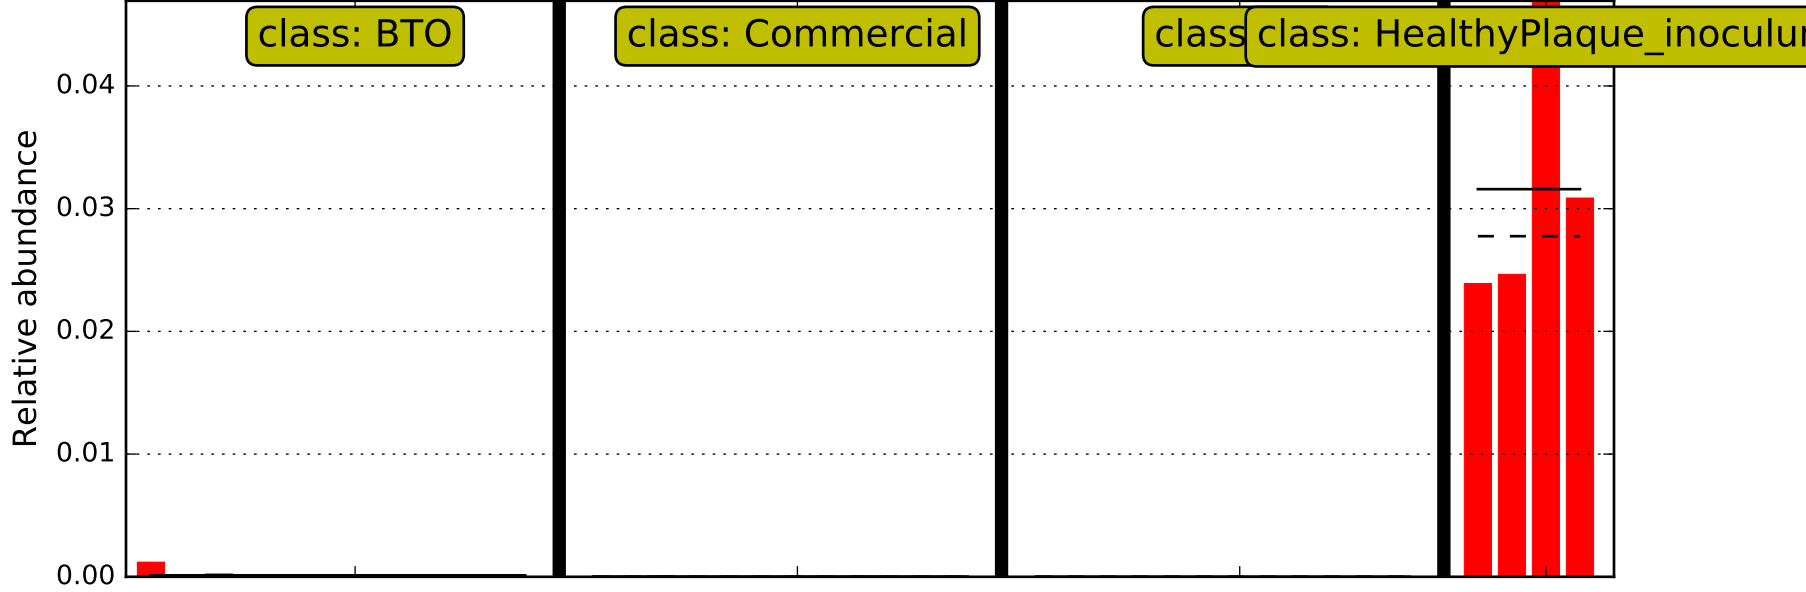 class: BTO
class: Commercial
class
class: HealthyPlaque_inoculu
Relative abundance
0.04
0.03
0.02
0.01
0.00